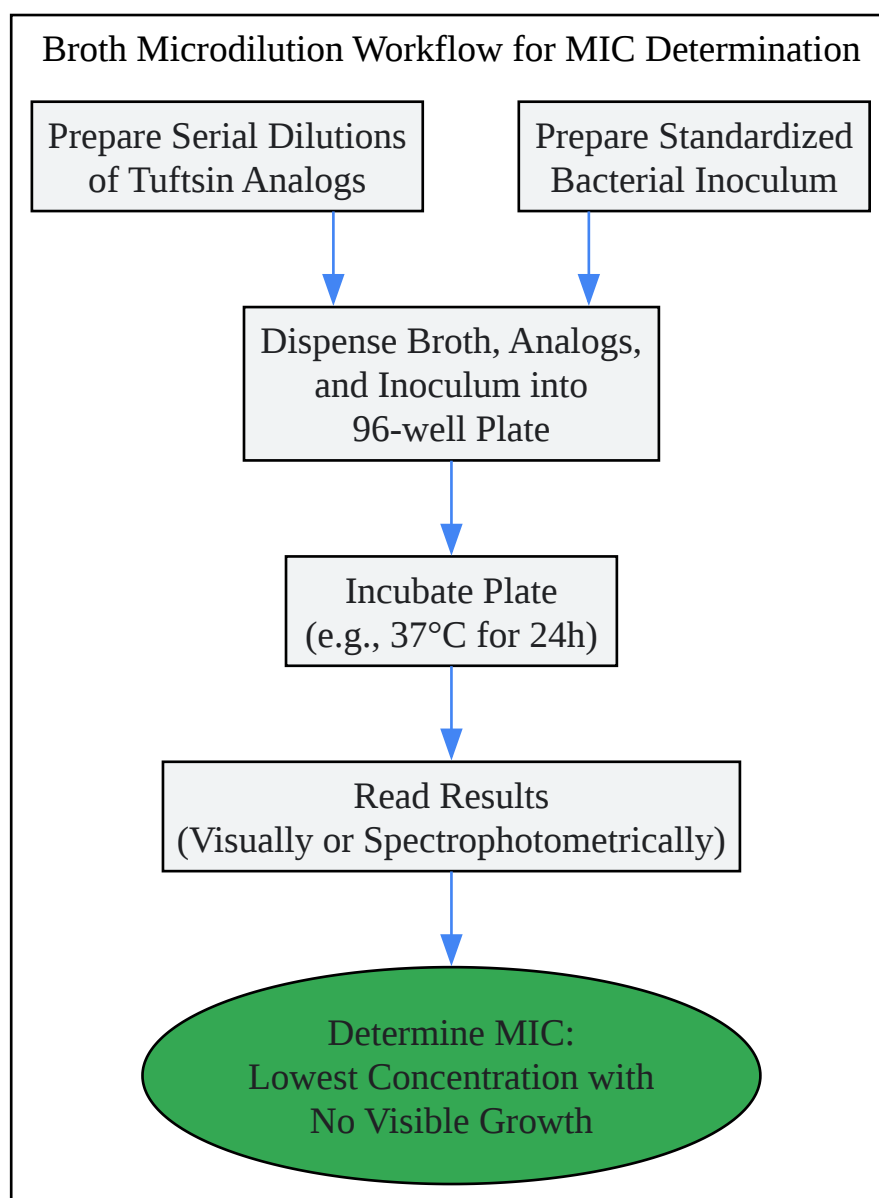 Broth Microdilution Workflow for MIC Determination
Prepare Serial Dilutions
of Tuftsin Analogs
Prepare Standardized
Bacterial Inoculum
Dispense Broth, Analogs,
and Inoculum into
96-well Plate
Incubate Plate
(e.g., 37°C for 24h)
Read Results
(Visually or Spectrophotometrically)
Determine MIC:
Lowest Concentration with
No Visible Growth